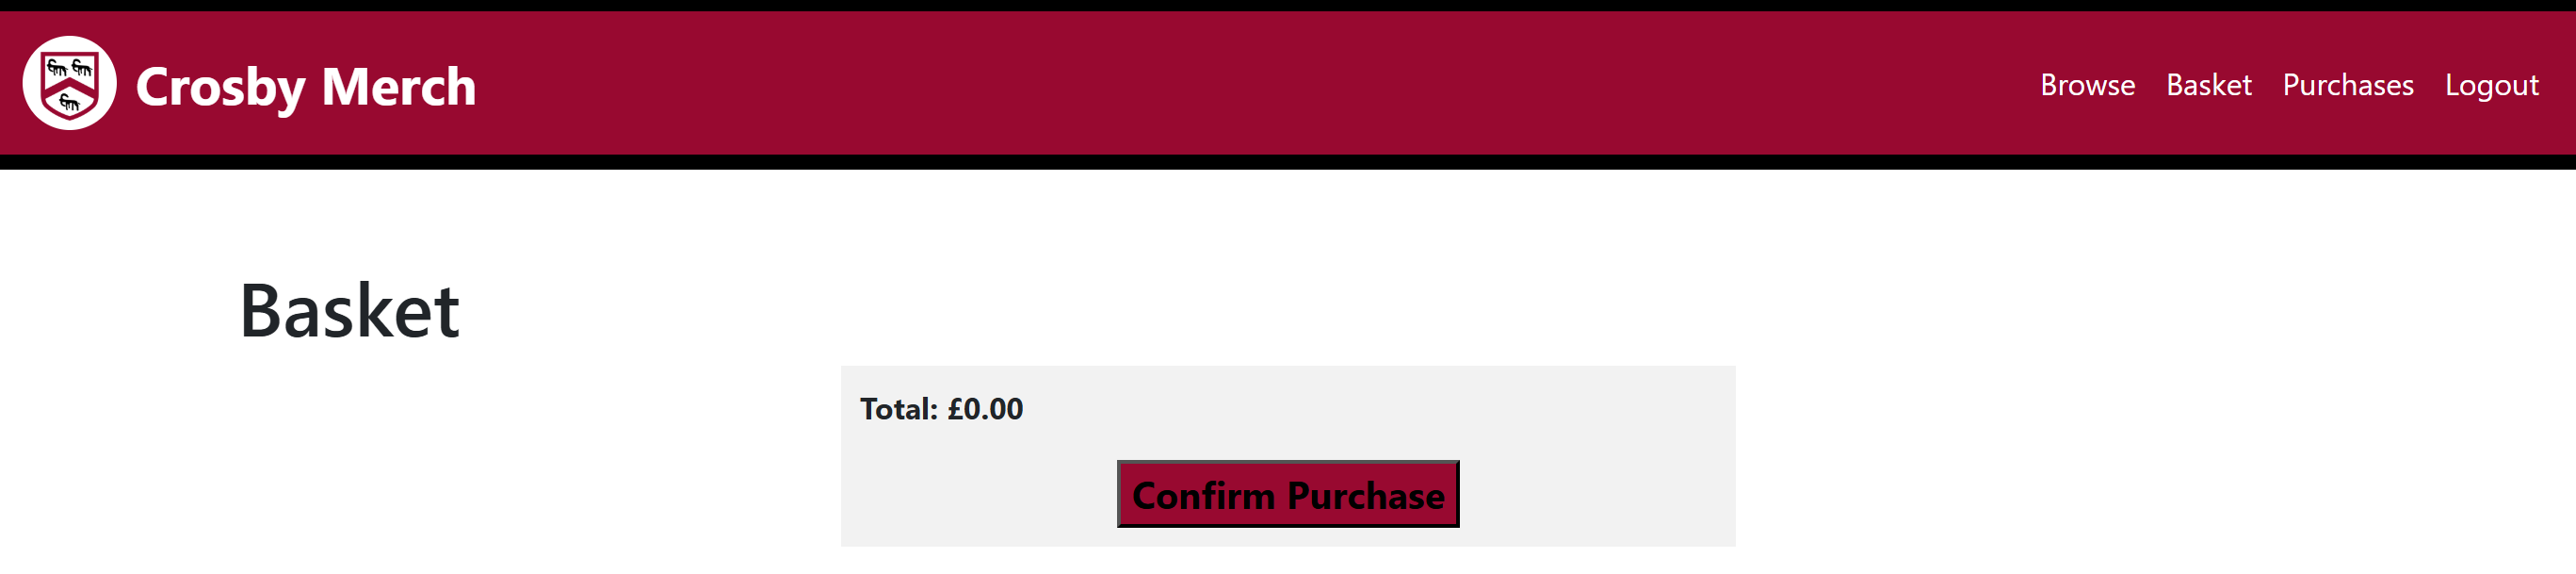 Crosby Merch
Browse Basket Purchases Logout
Basket
Total: £0.00
Confirm Purchase